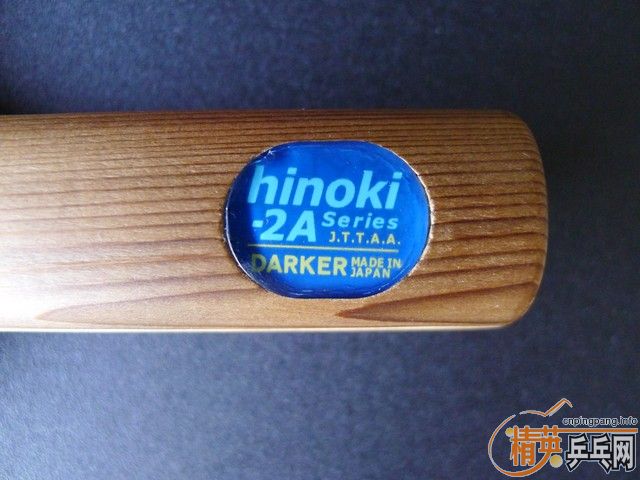 hinoki
-2A Series
J.T.T.A.A.
DARKER MADE IN JAPAN
cnpingpang.info
精英乒乓网